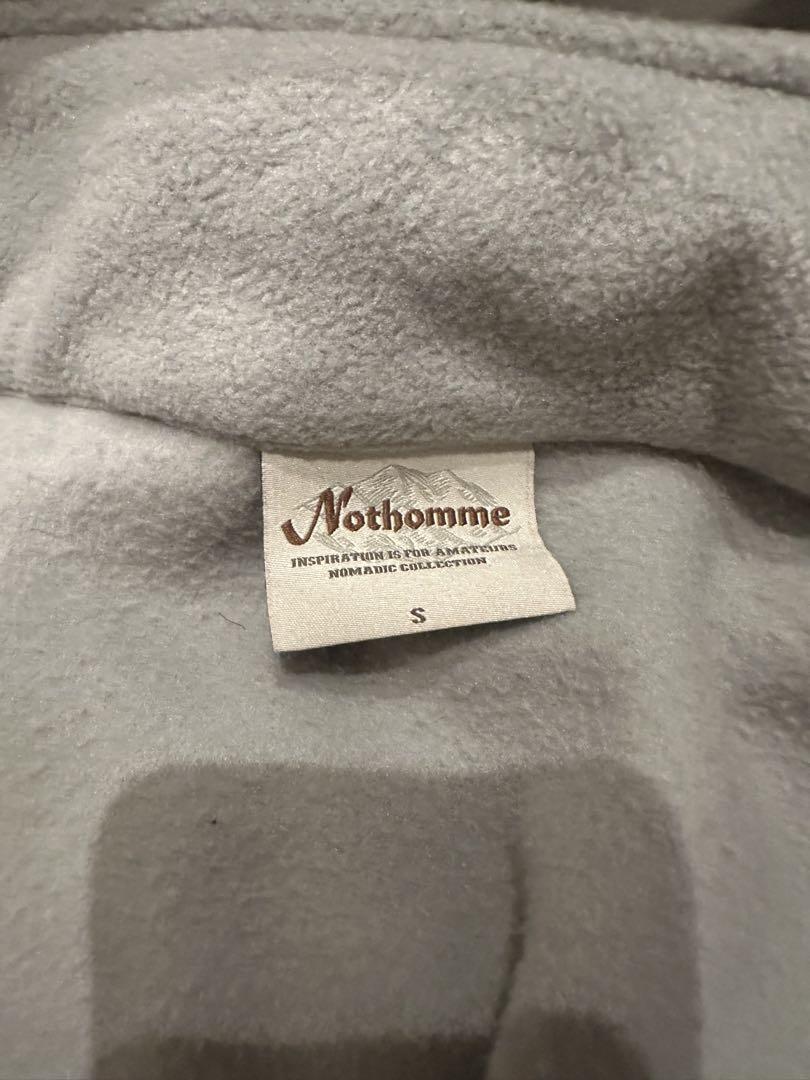 Nothomme
INSPIRATION IS FOR AMATEURS
NOMADIC COLLECTION
S